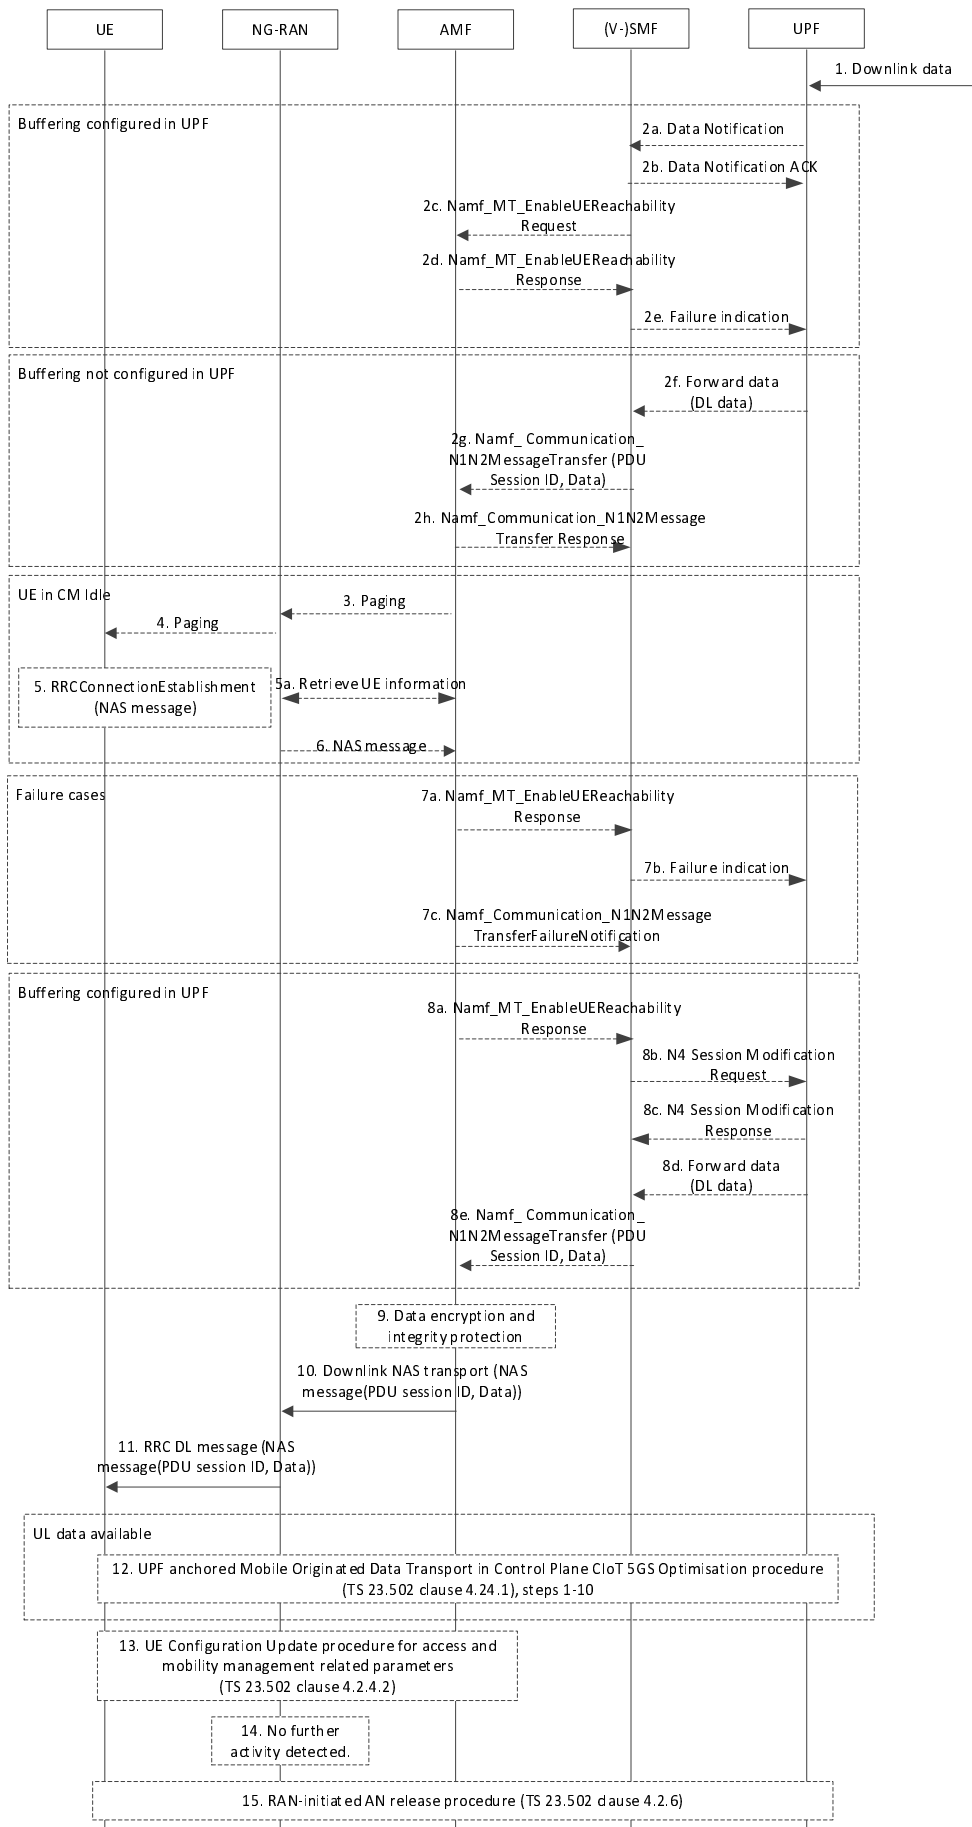 UE
NG-RAN
AMF
(V-)SMF
UPF
1. Downlink data
Buffering configured in UPF
2a. Data Notification
2b. Data Notification ACK
2c. Namf_MT_EnableUEReachability
Request
2d. Namf_MT_EnableUEReachability
Response
2e. Failure indication
Buffering not configured in UPF
2f. Forward data
(DL data)
2g. Namf_ Communication_
N1N2MessageTransfer (PDU
Session ID, Data)
2h. Namf_Communication_N1N2Message
Transfer Response
UE in CM Idle
3. Paging
4. Paging
5. RRCConnectionEstablishment
(NAS message)
5a. Retrieve UE information
6. NAS message
Failure cases
7a. Namf_MT_EnableUEReachability
Response
7b. Failure indication
7c. Namf_Communication_N1N2Message
TransferFailureNotification
Buffering configured in UPF
8a. Namf_MT_EnableUEReachability
Response
8b. N4 Session Modification
Request
8c. N4 Session Modification
Response
8d. Forward data
(DL data)
8e. Namf_ Communication_
N1N2MessageTransfer (PDU
Session ID, Data)
9. Data encryption and
integrity protection
10. Downlink NAS transport (NAS
message(PDU session ID, Data))
11. RRC DL message (NAS
message(PDU session ID, Data))
UL data available
12. UPF anchored Mobile Originated Data Transport in Control Plane CIoT 5GS Optimisation procedure
(TS 23.502 clause 4.24.1), steps 1-10
13. UE Configuration Update procedure for access and
mobility management related parameters
(TS 23.502 clause 4.2.4.2)
14. No further
activity detected.
15. RAN-initiated AN release procedure (TS 23.502 clause 4.2.6)